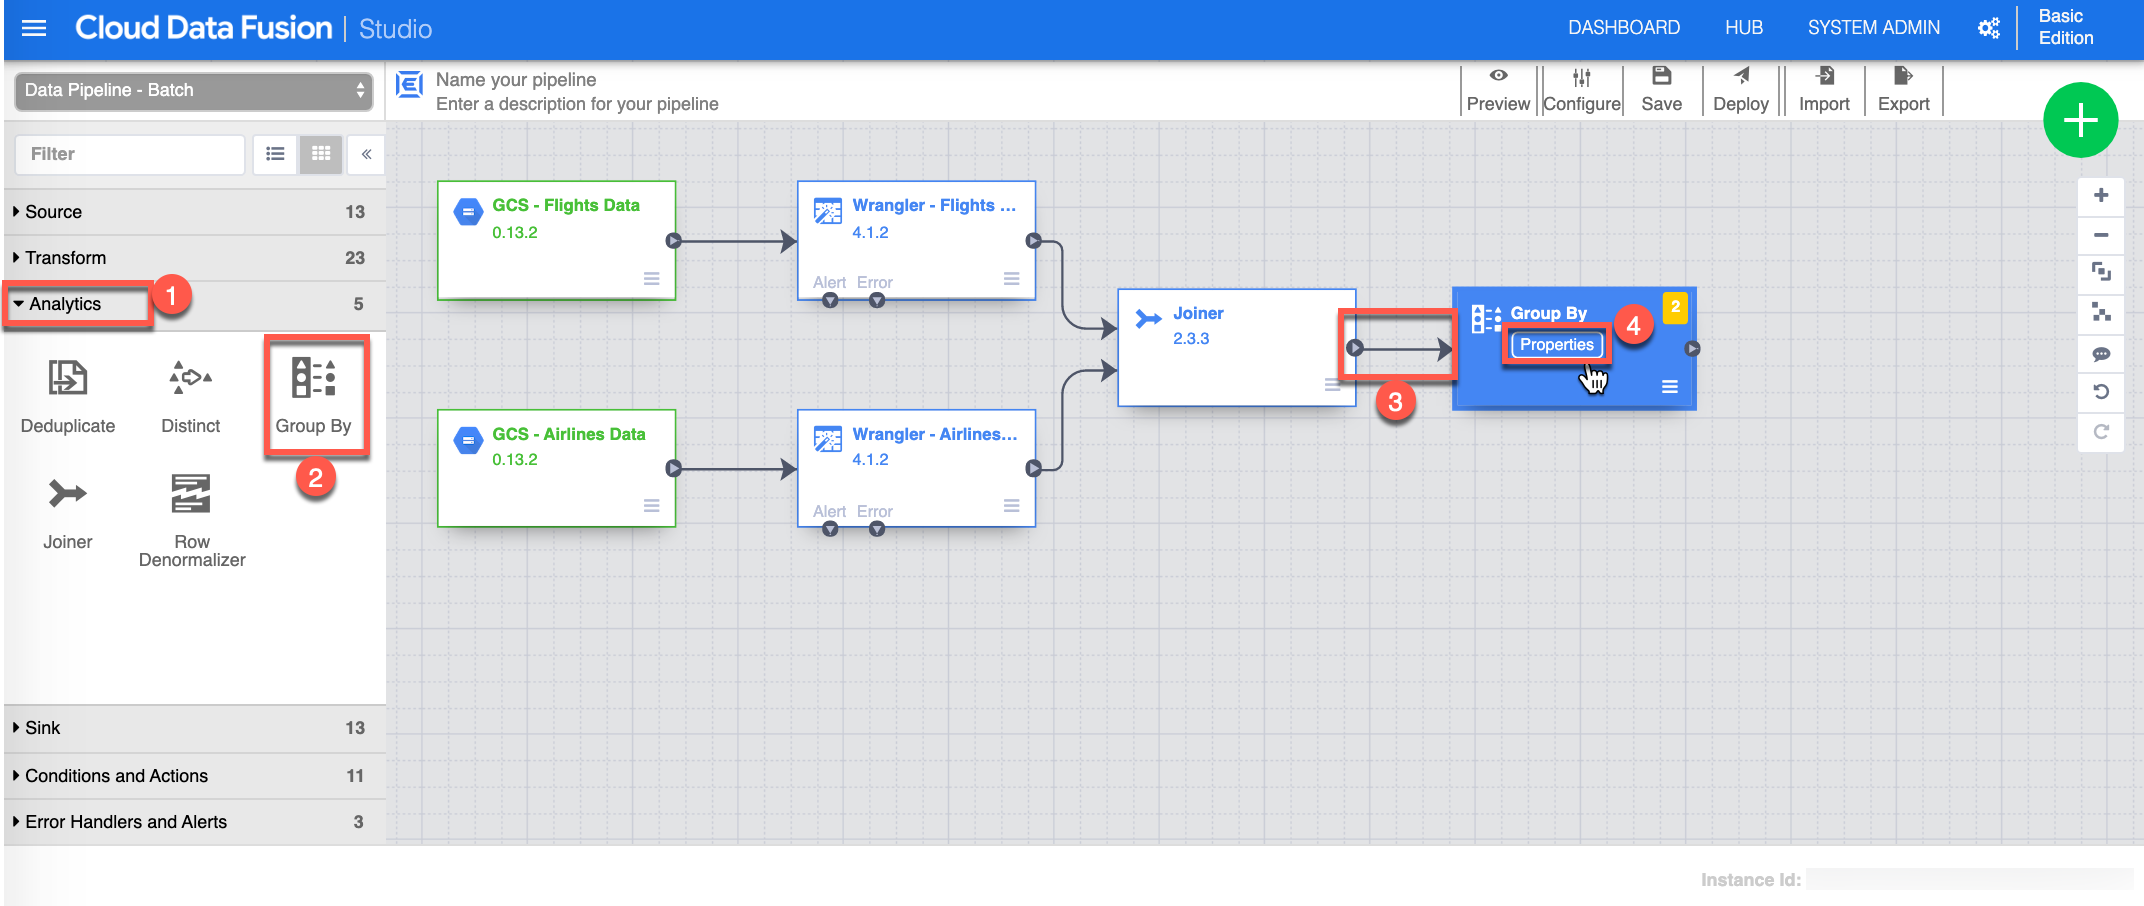 Cloud Data Fusion | Studio
DASHBOARD
HUB
SYSTEM ADMIN
Basic
Edition
Data Pipeline - Batch
Name your pipeline
Enter a description for your pipeline
Preview
Configure
Save
Deploy
Import
Export
Filter
Source 13
Transform 23
Analytics 5
1
Deduplicate
Distinct
Group By
2
Joiner
Row
Denormalizer
Sink 13
Conditions and Actions 11
Error Handlers and Alerts 3
GCS - Flights Data
0.13.2
Wrangler - Flights ...
4.1.2
Alert Error
GCS - Airlines Data
0.13.2
Wrangler - Airlines...
4.1.2
Alert Error
Joiner
2.3.3
3
Group By
2
Properties
4
Instance Id: